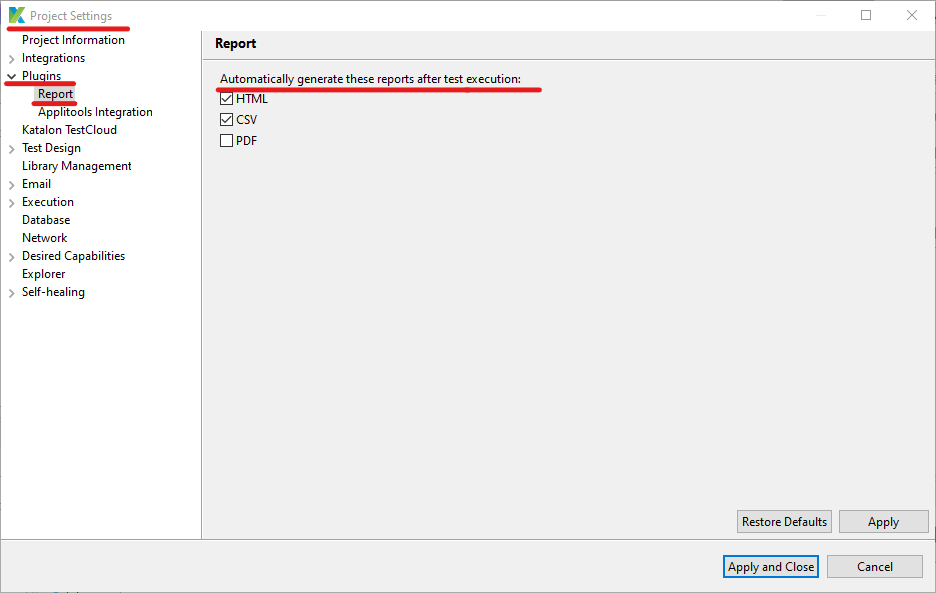 Project Settings
Project Information
Integrations
Plugins
Report
Applitools Integration
Katalon TestCloud
Test Design
Library Management
Email
Execution
Database
Network
Desired Capabilities
Explorer
Self-healing
Report
Automatically generate these reports after test execution:
HTML
CSV
PDF
Restore Defaults
Apply
Apply and Close
Cancel